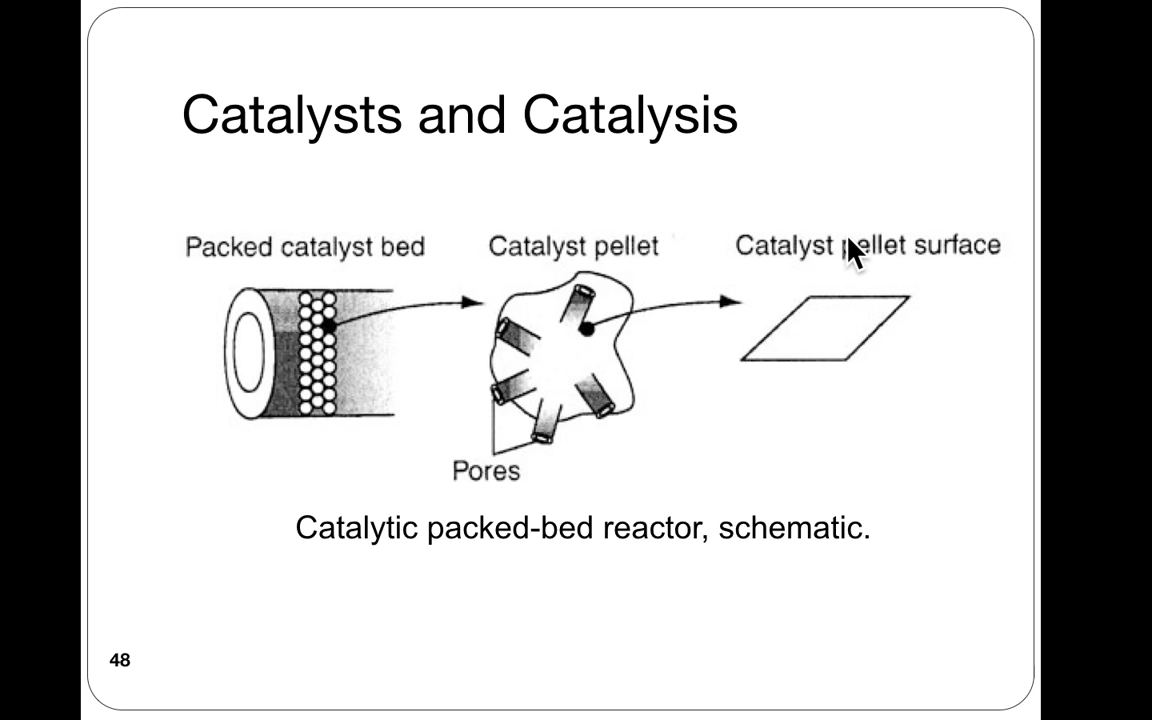 Catalysts and Catalysis
Packed catalyst bed
Catalyst pellet
Catalyst pellet surface
Pores
Catalytic packed-bed reactor, schematic.
48